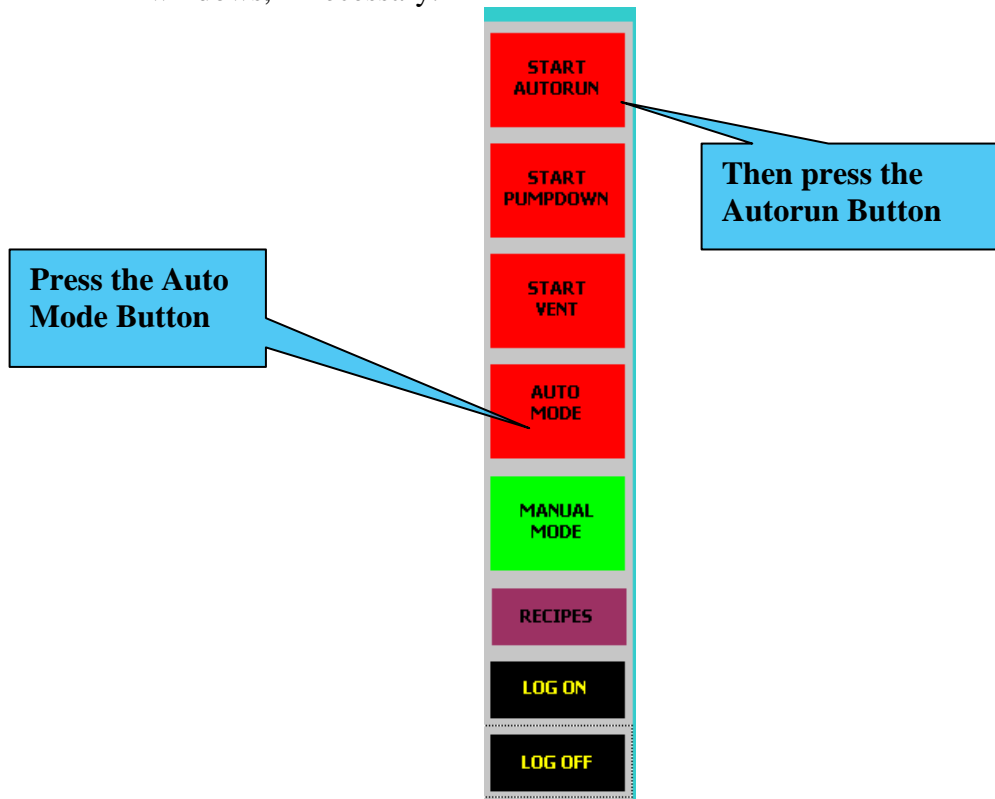 START
AUTORUN
Then press the
Autorun Button
START
PUMPDOWN
Press the Auto
Mode Button
START
VENT
AUTO
MODE
MANUAL
MODE
RECIPES
LOG ON
LOG OFF